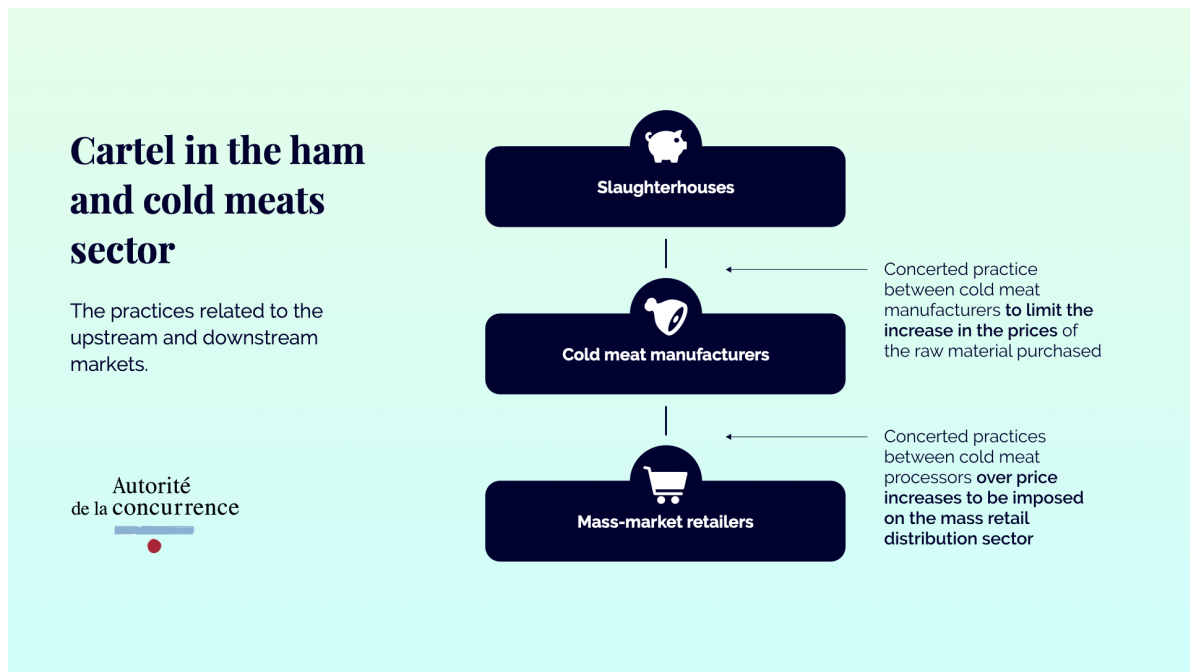 Cartel in the ham
and cold meats
sector
The practices related to the
upstream and downstream
markets.
Autorité
de la concurrence
Slaughterhouses
Concerted practice
between cold meat
manufacturers to limit the
increase in the prices of
the raw material purchased
Cold meat manufacturers
Concerted practices
between cold meat
processors over price
increases to be imposed
on the mass retail
distribution sector
Mass-market retailers